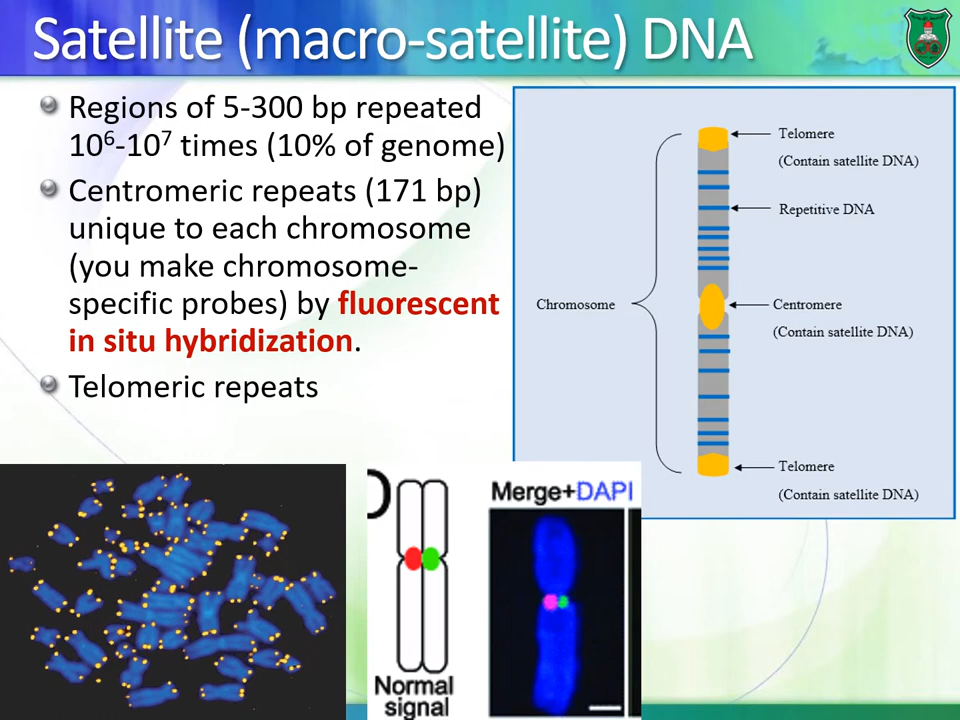 Satellite (macro-satellite) DNA
Regions of 5-300 bp repeated
10⁶-10⁷ times (10% of genome)
Centromeric repeats (171 bp)
unique to each chromosome
(you make chromosome-
specific probes) by fluorescent
in situ hybridization.
Telomeric repeats
Telomere
(Contain satellite DNA)
Repetitive DNA
Chromosome
Centromere
(Contain satellite DNA)
Telomere
(Contain satellite DNA)
Merge+DAPI
Normal
signal